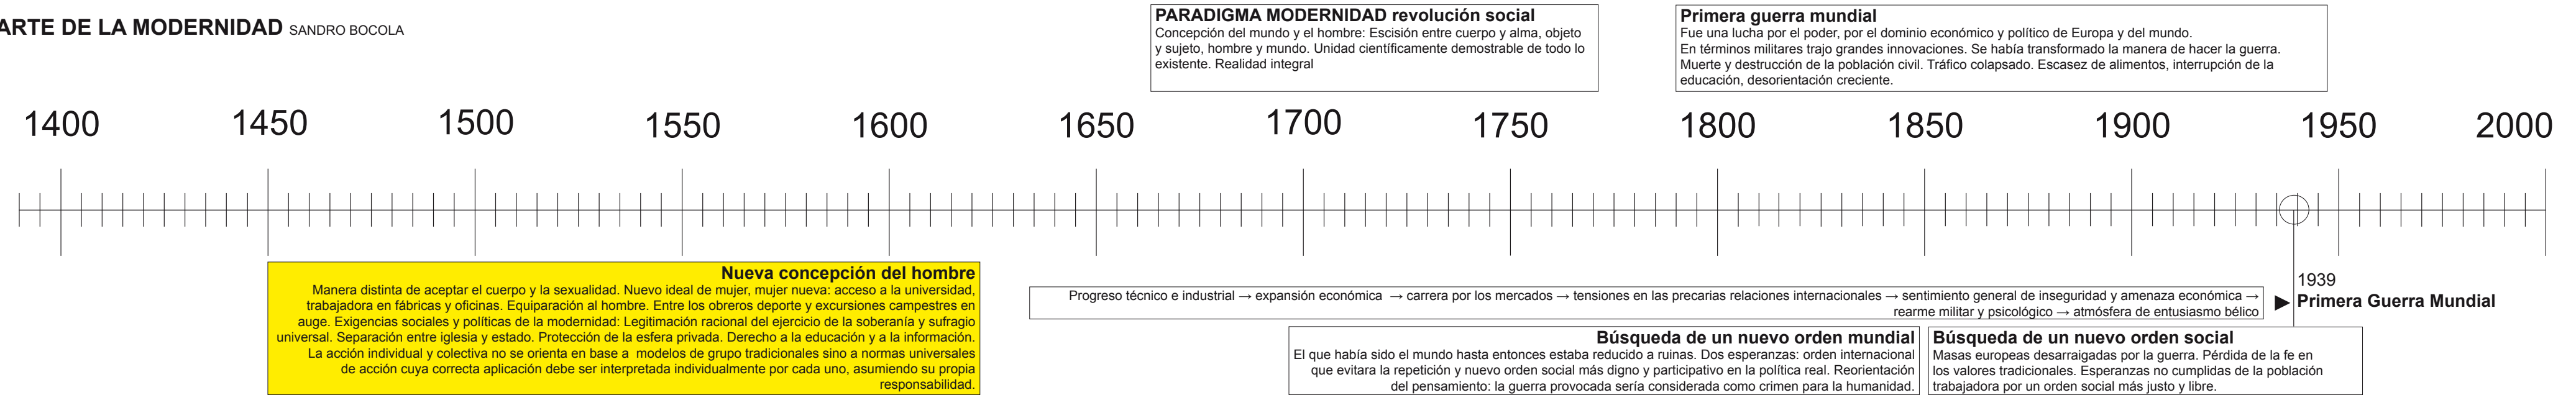 ARTE DE LA MODERNIDAD SANDRO BOCOLA
PARADIGMA MODERNIDAD revolución social
Concepción del mundo y el hombre: Escisión entre cuerpo y alma, objeto
y sujeto, hombre y mundo. Unidad científicamente demostrable de todo lo
existente. Realidad integral
Primera guerra mundial
Fue una lucha por el poder, por el dominio económico y político de Europa y del mundo.
En términos militares trajo grandes innovaciones. Se había transformado la manera de hacer la guerra.
Muerte y destrucción de la población civil. Tráfico colapsado. Escasez de alimentos, interrupción de la
educación, desorientación creciente.
1400 1450 1500 1550 1600 1650 1700 1750 1800 1850 1900 1950 2000
Nueva concepción del hombre
Manera distinta de aceptar el cuerpo y la sexualidad. Nuevo ideal de mujer, mujer nueva: acceso a la universidad,
trabajadora en fábricas y oficinas. Equiparación al hombre. Entre los obreros deporte y excursiones campestres en
auge. Exigencias sociales y políticas de la modernidad: Legitimación racional del ejercicio de la soberanía y sufragio
universal. Separación entre iglesia y estado. Protección de la esfera privada. Derecho a la educación y a la información.
La acción individual y colectiva no se orienta en base a  modelos de grupo tradicionales sino a normas universales
de acción cuya correcta aplicación debe ser interpretada individualmente por cada uno, asumiendo su propia
responsabilidad.
Progreso técnico e industrial → expansión económica  → carrera por los mercados → tensiones en las precarias relaciones internacionales → sentimiento general de inseguridad y amenaza económica →
rearme militar y psicológico → atmósfera de entusiasmo bélico
1939
▶ Primera Guerra Mundial
Búsqueda de un nuevo orden mundial
El que había sido el mundo hasta entonces estaba reducido a ruinas. Dos esperanzas: orden internacional
que evitara la repetición y nuevo orden social más digno y participativo en la política real. Reorientación
del pensamiento: la guerra provocada sería considerada como crimen para la humanidad.
Búsqueda de un nuevo orden social
Masas europeas desarraigadas por la guerra. Pérdida de la fe en
los valores tradicionales. Esperanzas no cumplidas de la población
trabajadora por un orden social más justo y libre.